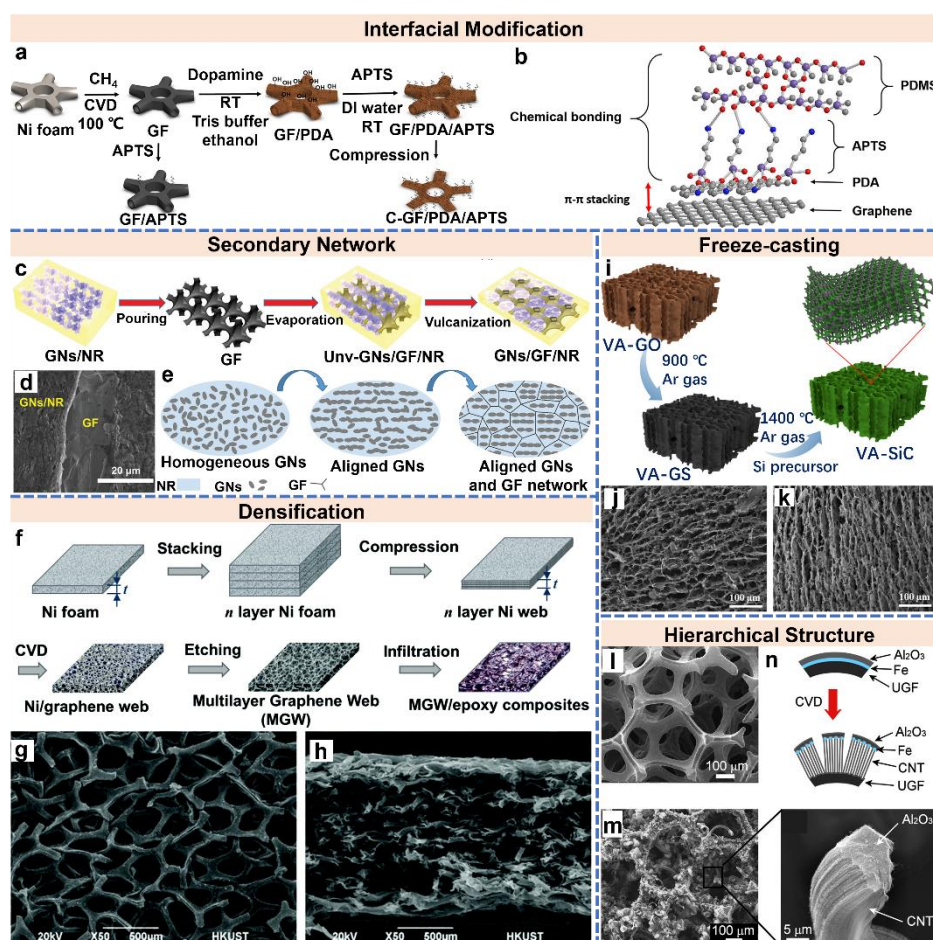 Interfacial Modification
a
CH4
CVD
100 ℃
Ni foam
GF
APTS
GF/APTS
Dopamine
RT
Tris buffer
ethanol
OH OH OH OH OH
GF/PDA
APTS
DI water
RT
GF/PDA/APTS
Compression
C-GF/PDA/APTS
b
Chemical bonding
π-π stacking
PDMS
APTS
PDA
Graphene
Secondary Network
c
Pouring
Evaporation
Vulcanization
GNs/NR
GF
Unv-GNs/GF/NR
GNs/GF/NR
d
GNs/NR
GF
20 μm
e
Homogeneous GNs
Aligned GNs
Aligned GNs
and GF network
NR
GNs
GF
Densification
f
Stacking
Compression
t
t
Ni foam
n layer Ni foam
n layer Ni web
CVD
Etching
Infiltration
Ni/graphene web
Multilayer Graphene Web
(MGW)
MGW/epoxy composites
g
20kV X50 500μm HKUST
h
20kV X50 500μm HKUST
Freeze-casting
i
VA-GO
900 ℃
Ar gas
VA-GS
1400 ℃
Ar gas
Si precursor
VA-SiC
j
100 μm
k
100 μm
Hierarchical Structure
l
100 μm
n
Al2O3
Fe
UGF
CVD
Al2O3
Fe
CNT
UGF
m
100 μm
Al2O3
CNT
5 μm